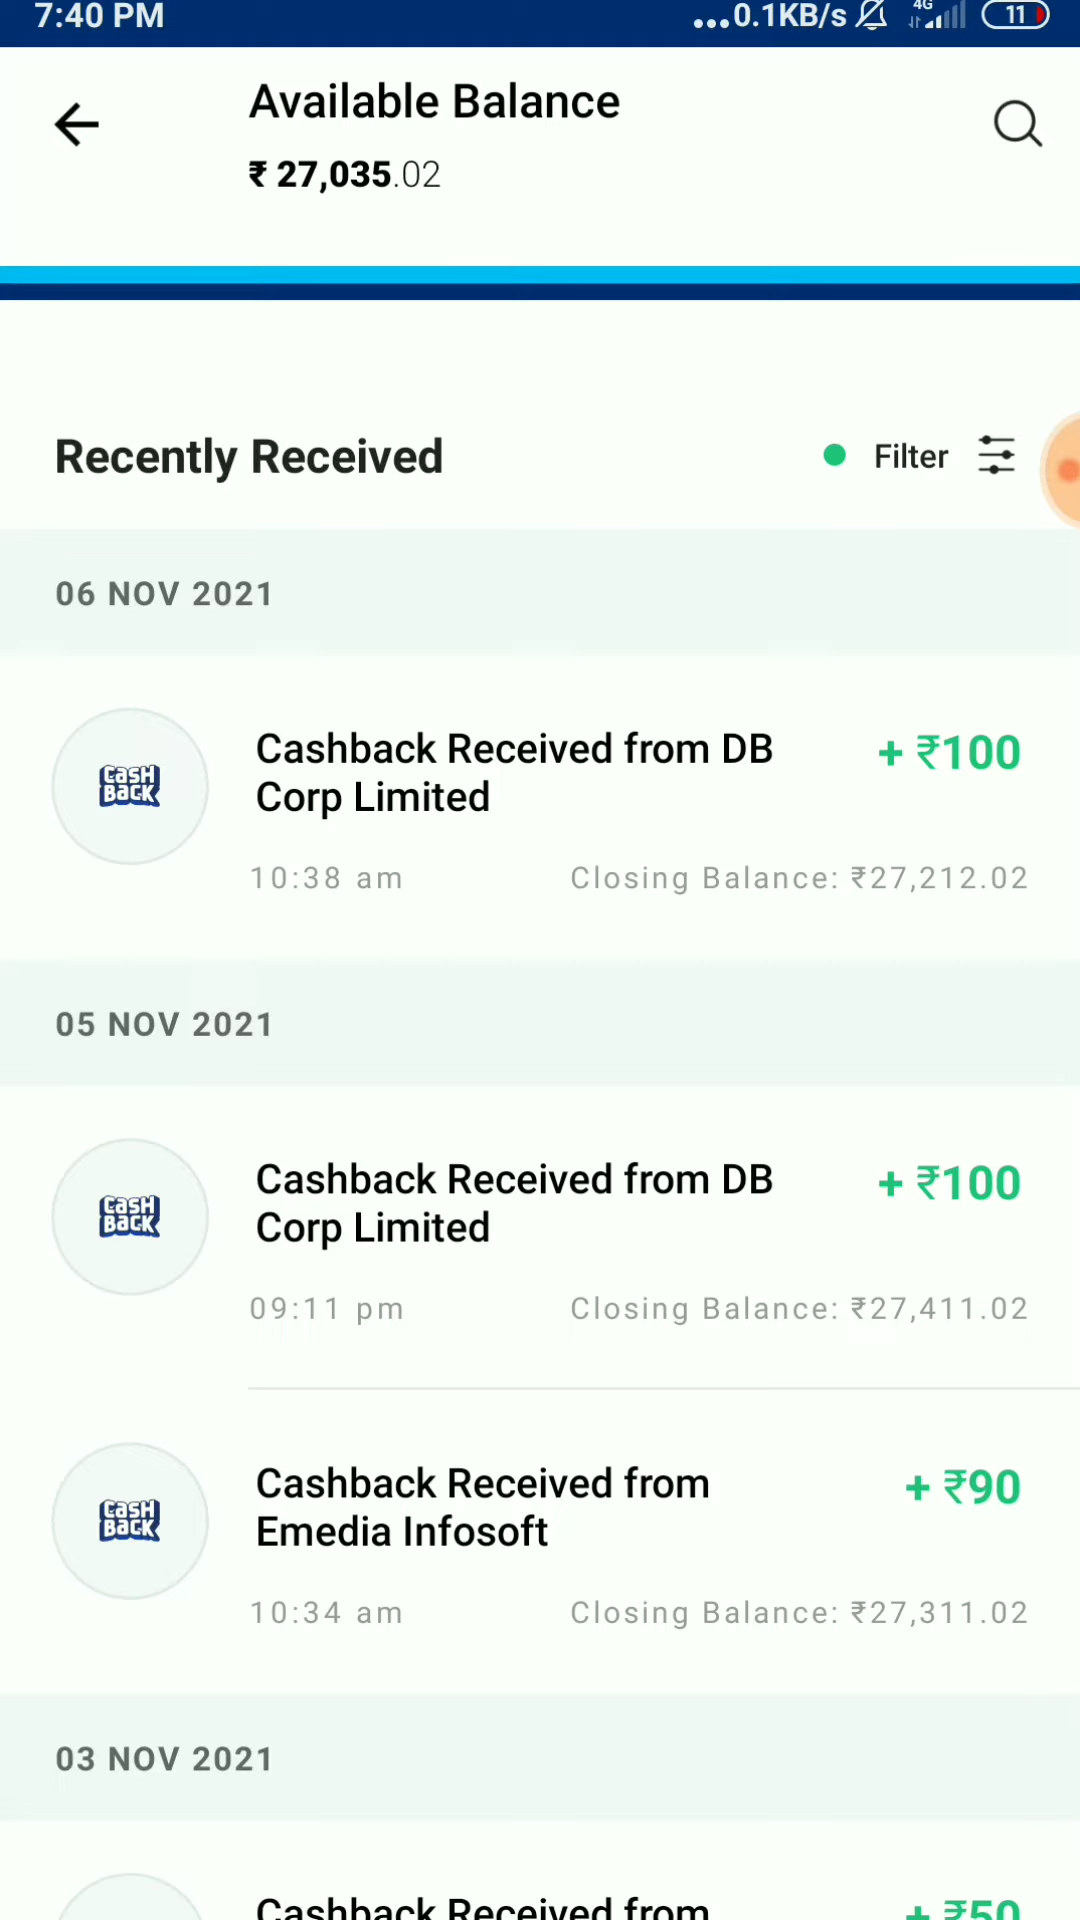 7:40 PM
...0.1KB/s 4G 11
Available Balance
₹ 27,035.02
Recently Received
Filter
06 NOV 2021
CASH
BACK
Cashback Received from DB
Corp Limited
+ ₹100
10:38 am
Closing Balance: ₹27,212.02
05 NOV 2021
CASH
BACK
Cashback Received from DB
Corp Limited
+ ₹100
09:11 pm
Closing Balance: ₹27,411.02
CASH
BACK
Cashback Received from
Emedia Infosoft
+ ₹90
10:34 am
Closing Balance: ₹27,311.02
03 NOV 2021
Cashback Received from
+ ₹50